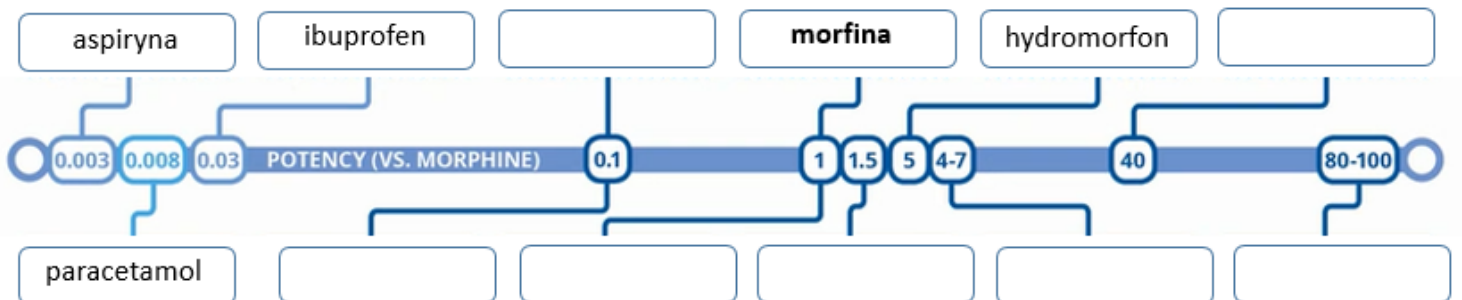 aspiryna
ibuprofen
morfina
hydromorfon
0.003
0.008
0.03
POTENCY (VS. MORPHINE)
0.1
1
1.5
5
4-7
40
80-100
paracetamol